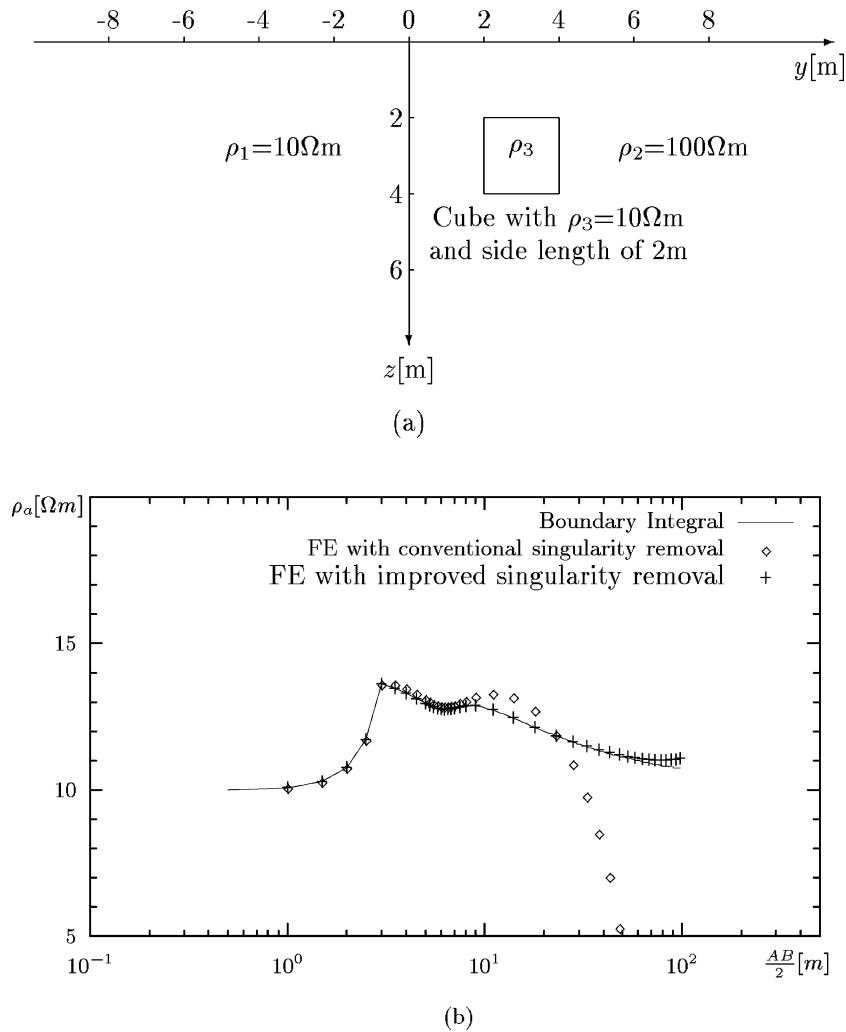 -8 -6 -4 -2 0 2 4 6 8
y[m]
2
ρ1=10Ωm
ρ3
ρ2=100Ωm
4
Cube with ρ3=10Ωm
and side length of 2m
6
z[m]
(a)
ρa[Ωm]
Boundary Integral
FE with conventional singularity removal
FE with improved singularity removal
15
10
5
10^-1 10^0 10^1 10^2 AB/2 [m]
(b)